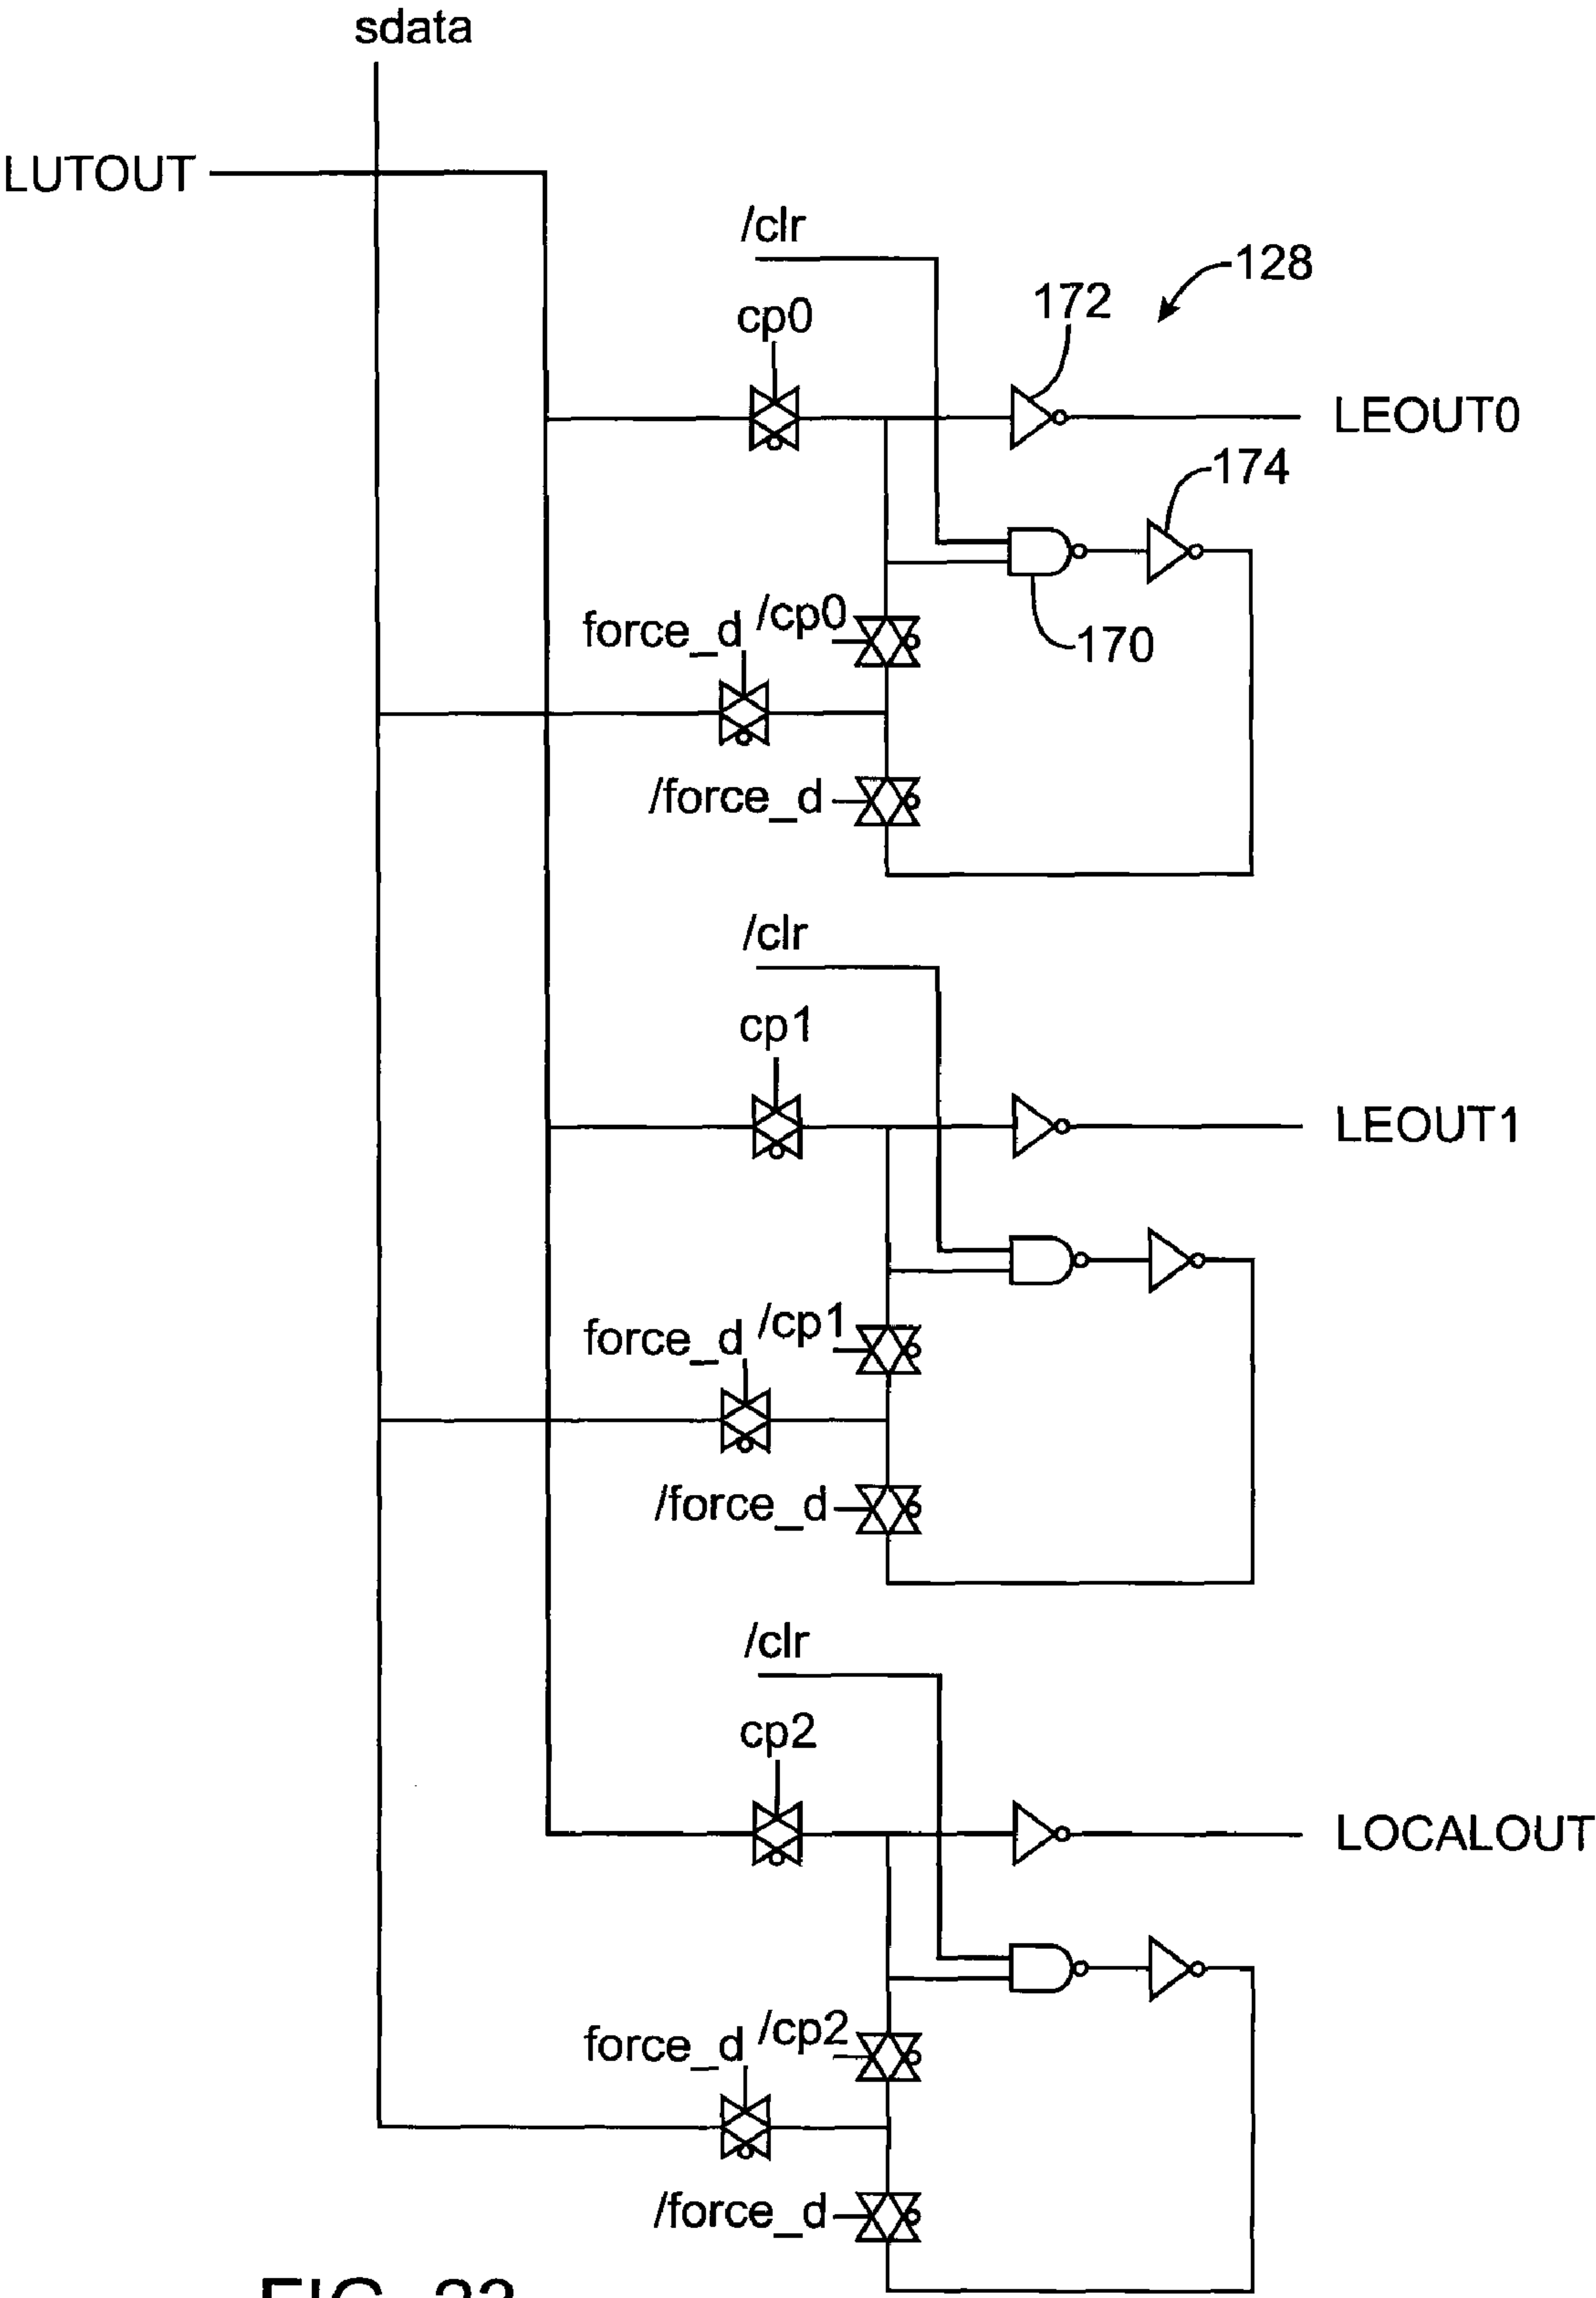 sdata
LUTOUT
/clr
128
172
cp0
LEOUT0
174
/cp0
force_d
170
/force_d
/clr
cp1
LEOUT1
/cp1
force_d
/force_d
/clr
cp2
LOCALOUT
/cp2
force_d
/force_d